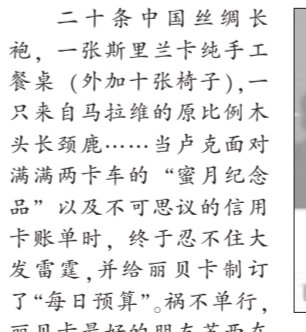 二十条中国丝绸长
袍，一张斯里兰卡纯手工
餐桌（外加十张椅子），一
只来自马拉维的原比例木
头长颈鹿……当卢克面对
满满两卡车的“蜜月纪念
品”以及不可思议的信用
卡账单时，终于忍不住大
发雷霆，并给丽贝卡制订
了“每日预算”。祸不单行，